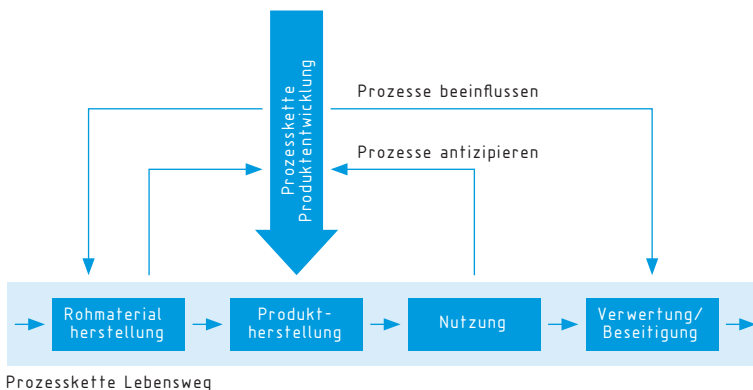 Prozesskette
Produktentwicklung
Prozesse beeinflussen
Prozesse antizipieren
Rohmaterial
herstellung
Produkt-
herstellung
Nutzung
Verwertung/
Beseitigung
Prozesskette Lebensweg